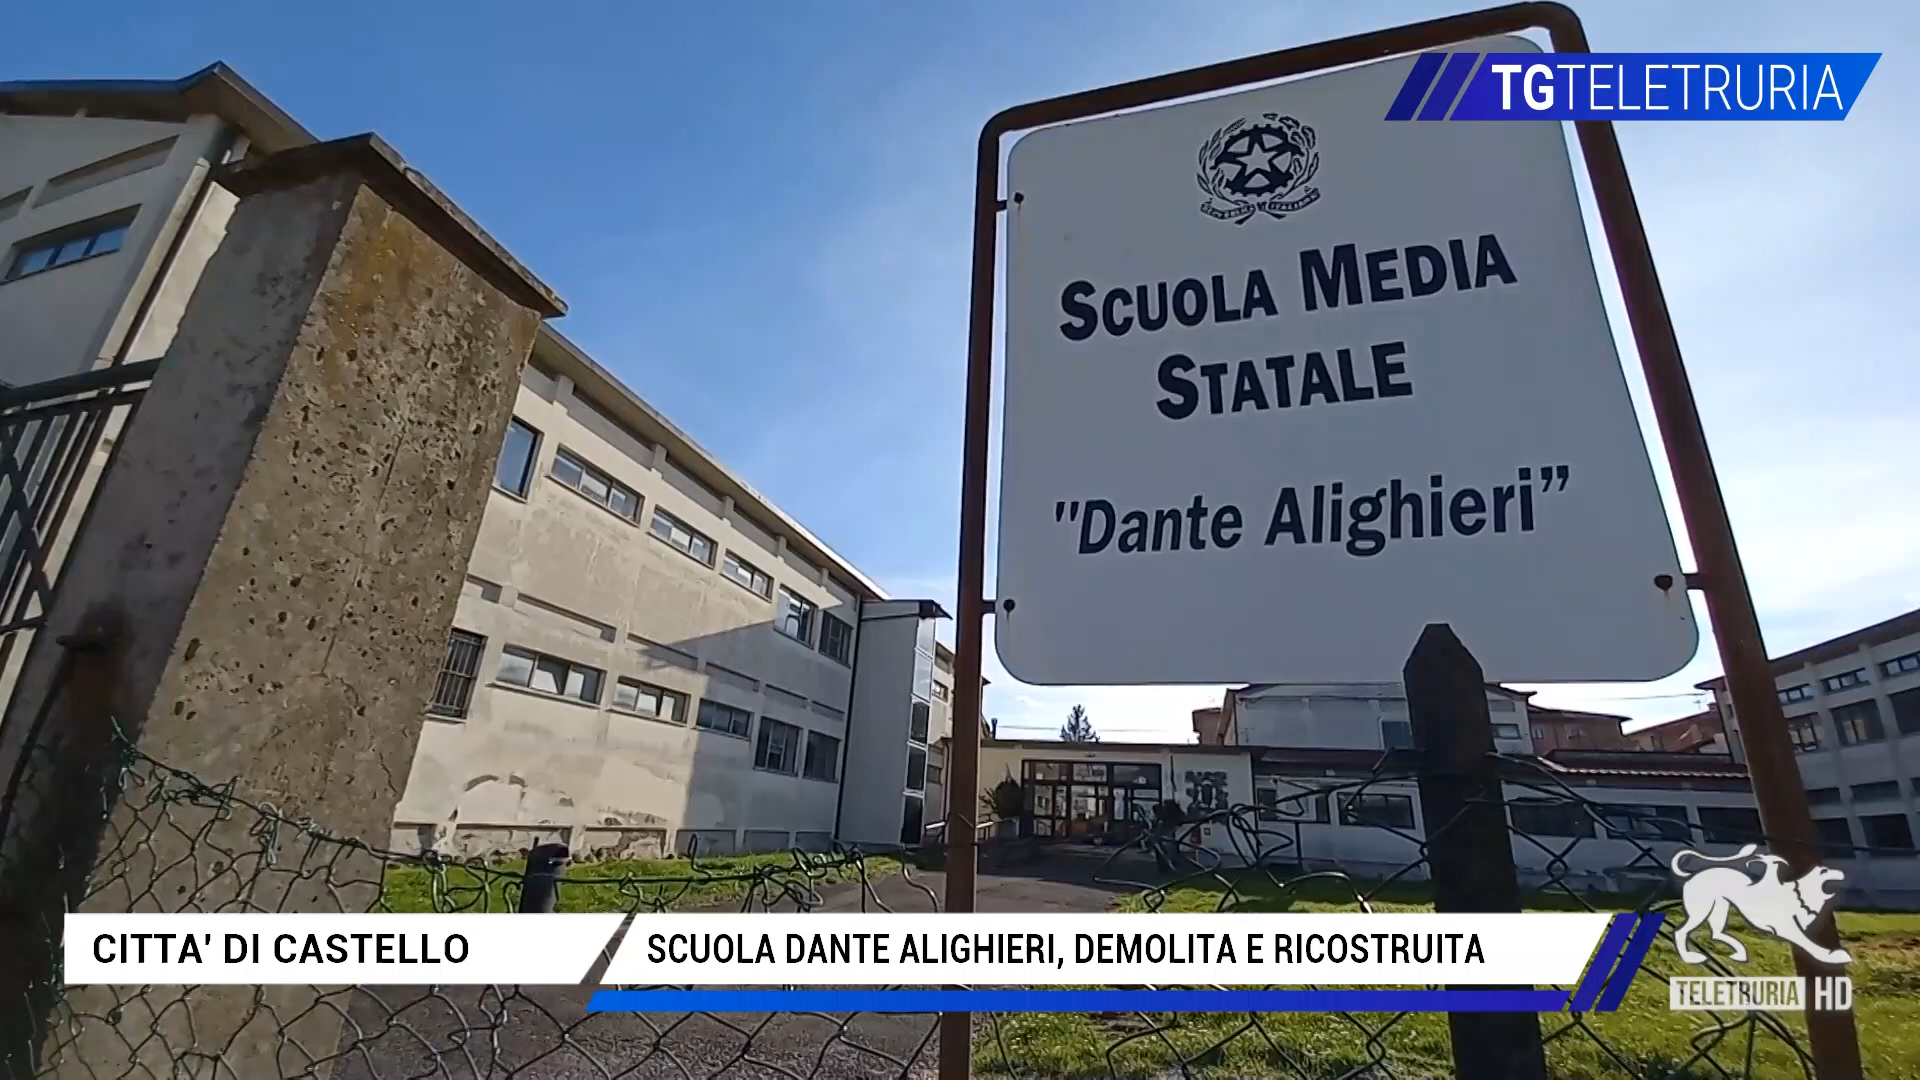 TGTELETRURIA
SCUOLA MEDIA
STATALE
"Dante Alighieri"
CITTA' DI CASTELLO
SCUOLA DANTE ALIGHIERI, DEMOLITA E RICOSTRUITA
TELETRURIA HD